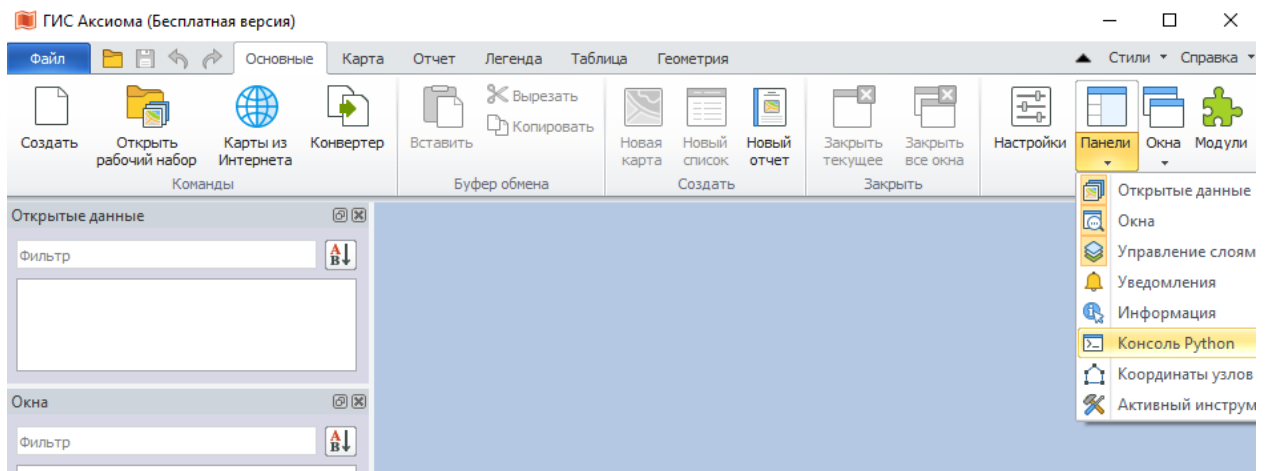 ГИС Аксиома (Бесплатная версия)
Файл Основные Карта Отчет Легенда Таблица Геометрия Стили Справка
Создать Открыть рабочий набор Карты из Интернета Конвертер Вставить Вырезать Копировать Новая карта Новый список Новый отчет Закрыть текущее Закрыть все окна Настройки Панели Окна Модули
Команды Буфер обмена Создать Закрыть
Открытые данные
Фильтр
Окна
Фильтр
Открытые данные
Окна
Управление слоям
Уведомления
Информация
Консоль Python
Координаты узлов
Активный инструм